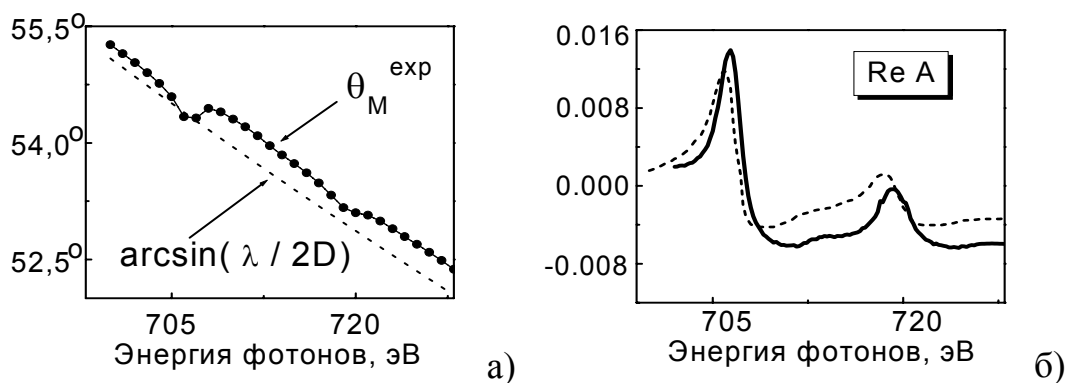 55,5°
54,0°
52,5°
θ_M^exp
arcsin( λ / 2D)
705
720
Энергия фотонов, эВ
а)
0.016
0.008
0.000
-0.008
Re A
705
720
Энергия фотонов, эВ
б)